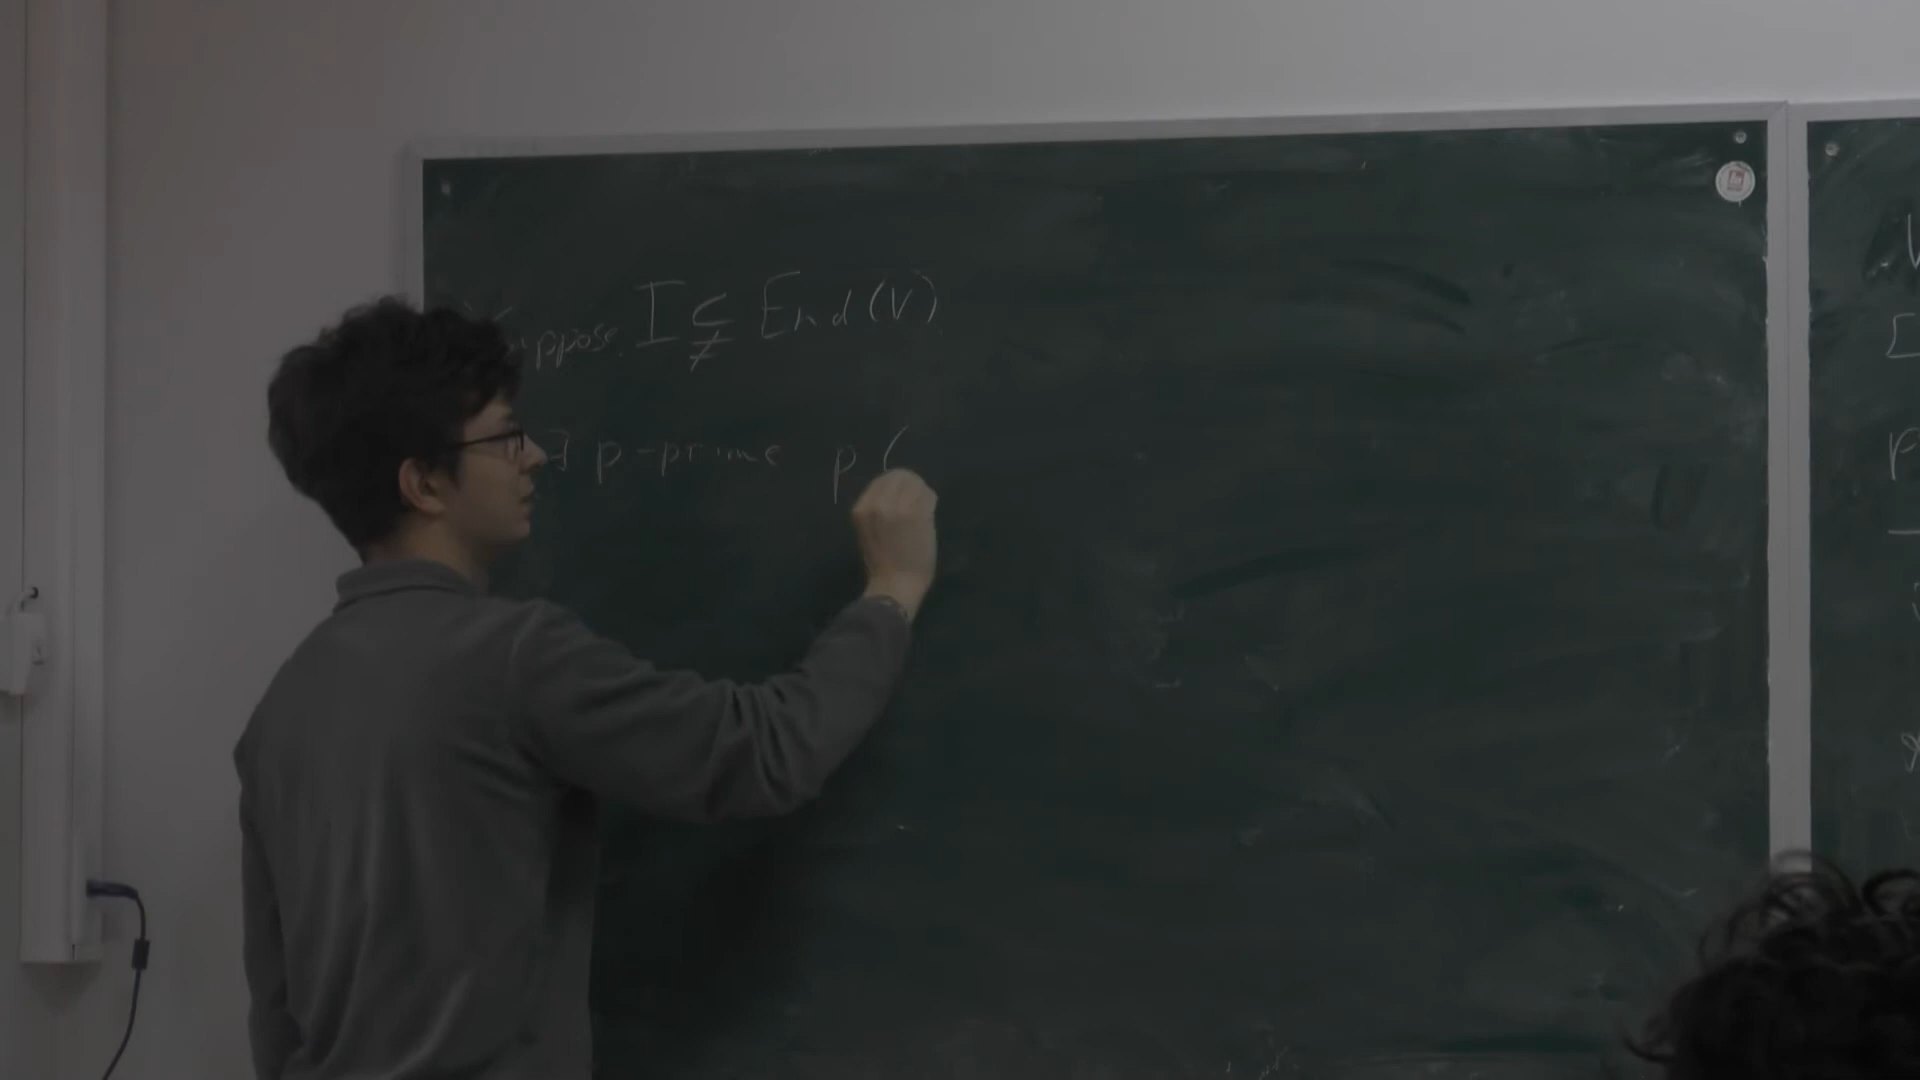 Suppose I ⊊ End(V)
∃ p-prime p (